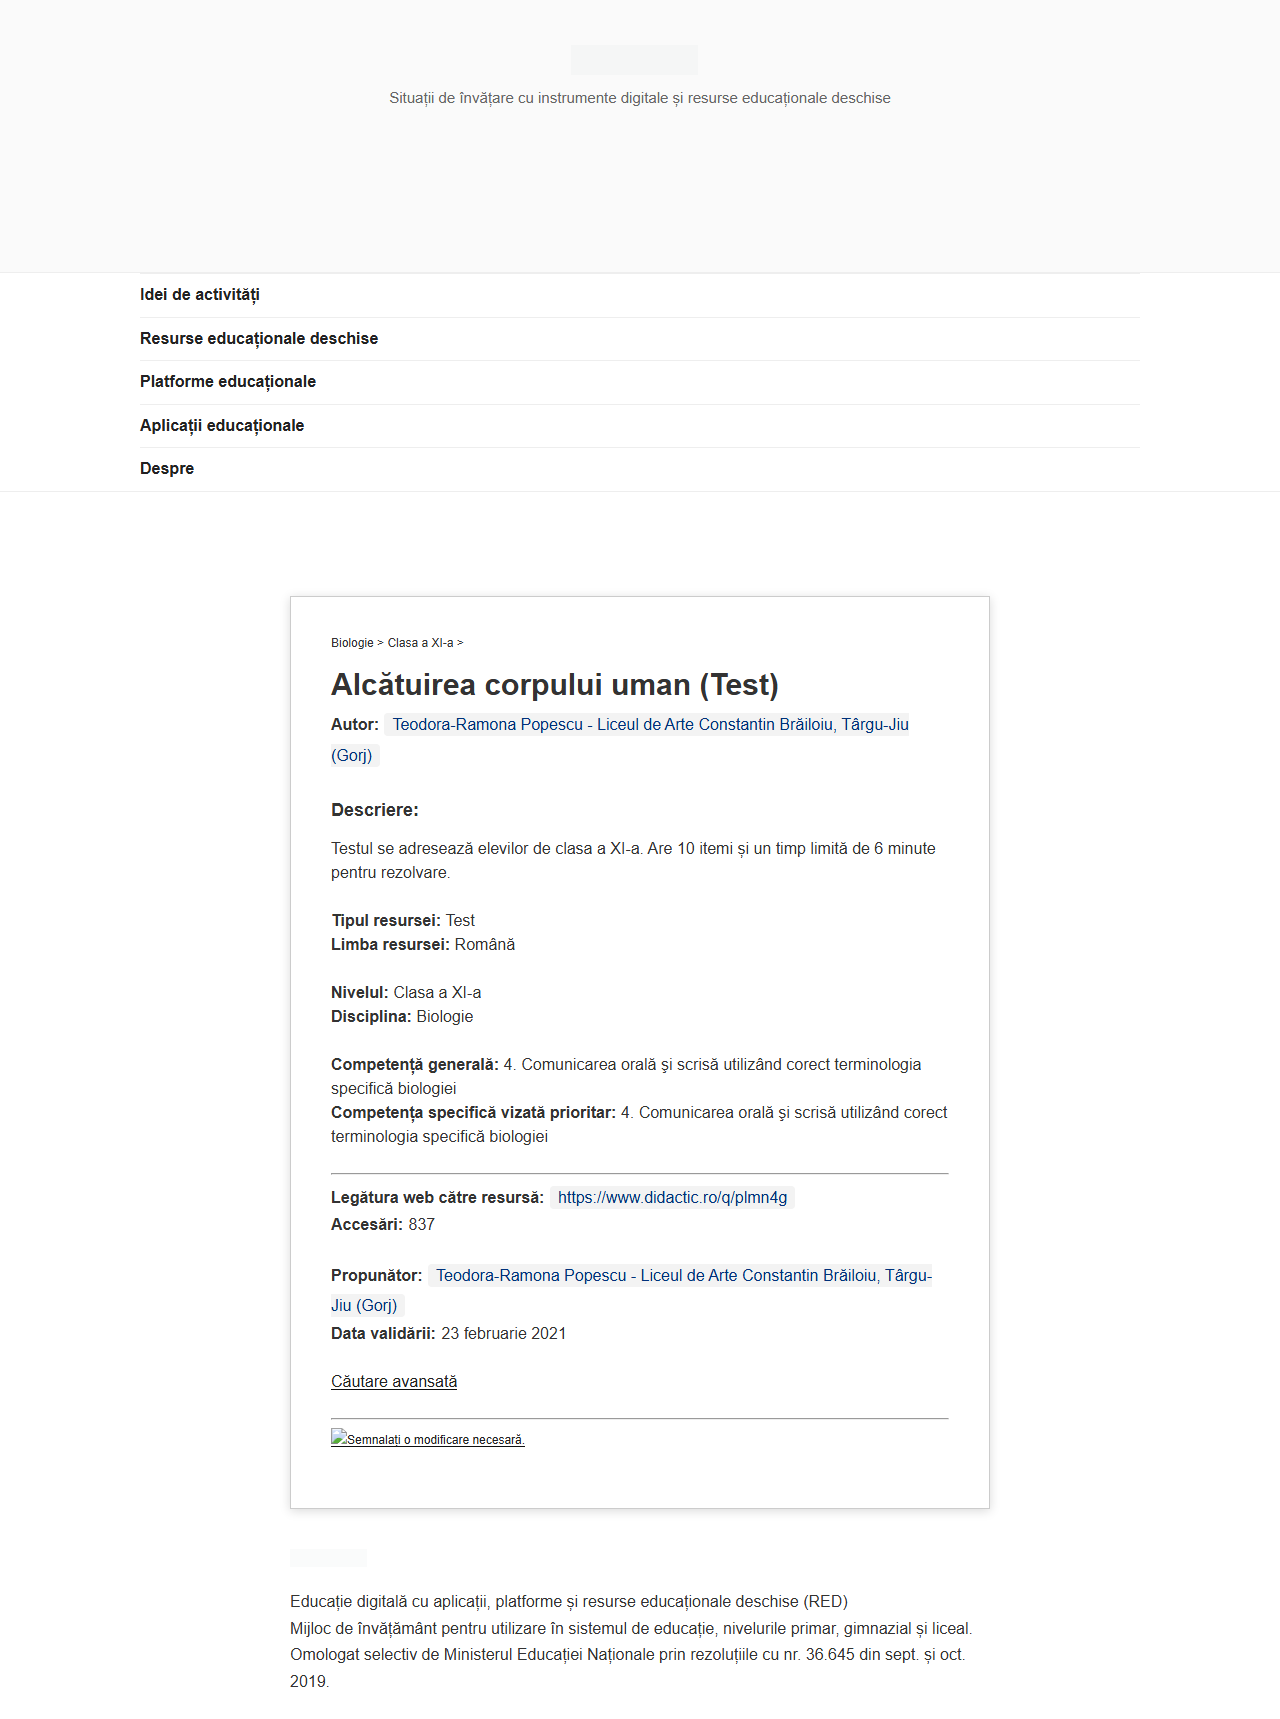 Situații de învățare cu instrumente digitale și resurse educaționale deschise
Idei de activități
Resurse educaționale deschise
Platforme educaționale
Aplicații educaționale
Despre
Biologie > Clasa a XI-a >
Alcătuirea corpului uman (Test)
Autor: Teodora-Ramona Popescu - Liceul de Arte Constantin Brăiloiu, Târgu-Jiu
(Gorj)
Descriere:
Testul se adresează elevilor de clasa a XI-a. Are 10 itemi și un timp limită de 6 minute
pentru rezolvare.
Tipul resursei: Test
Limba resursei: Română
Nivelul: Clasa a XI-a
Disciplina: Biologie
Competență generală: 4. Comunicarea orală şi scrisă utilizând corect terminologia
specifică biologiei
Competența specifică vizată prioritar: 4. Comunicarea orală şi scrisă utilizând corect
terminologia specifică biologiei
Legătura web către resursă: https://www.didactic.ro/q/plmn4g
Accesări: 837
Propunător: Teodora-Ramona Popescu - Liceul de Arte Constantin Brăiloiu, Târgu-
Jiu (Gorj)
Data validării: 23 februarie 2021
Căutare avansată
Semnalați o modificare necesară.
Educație digitală cu aplicații, platforme și resurse educaționale deschise (RED)
Mijloc de învățământ pentru utilizare în sistemul de educație, nivelurile primar, gimnazial și liceal.
Omologat selectiv de Ministerul Educației Naționale prin rezoluțiile cu nr. 36.645 din sept. și oct.
2019.